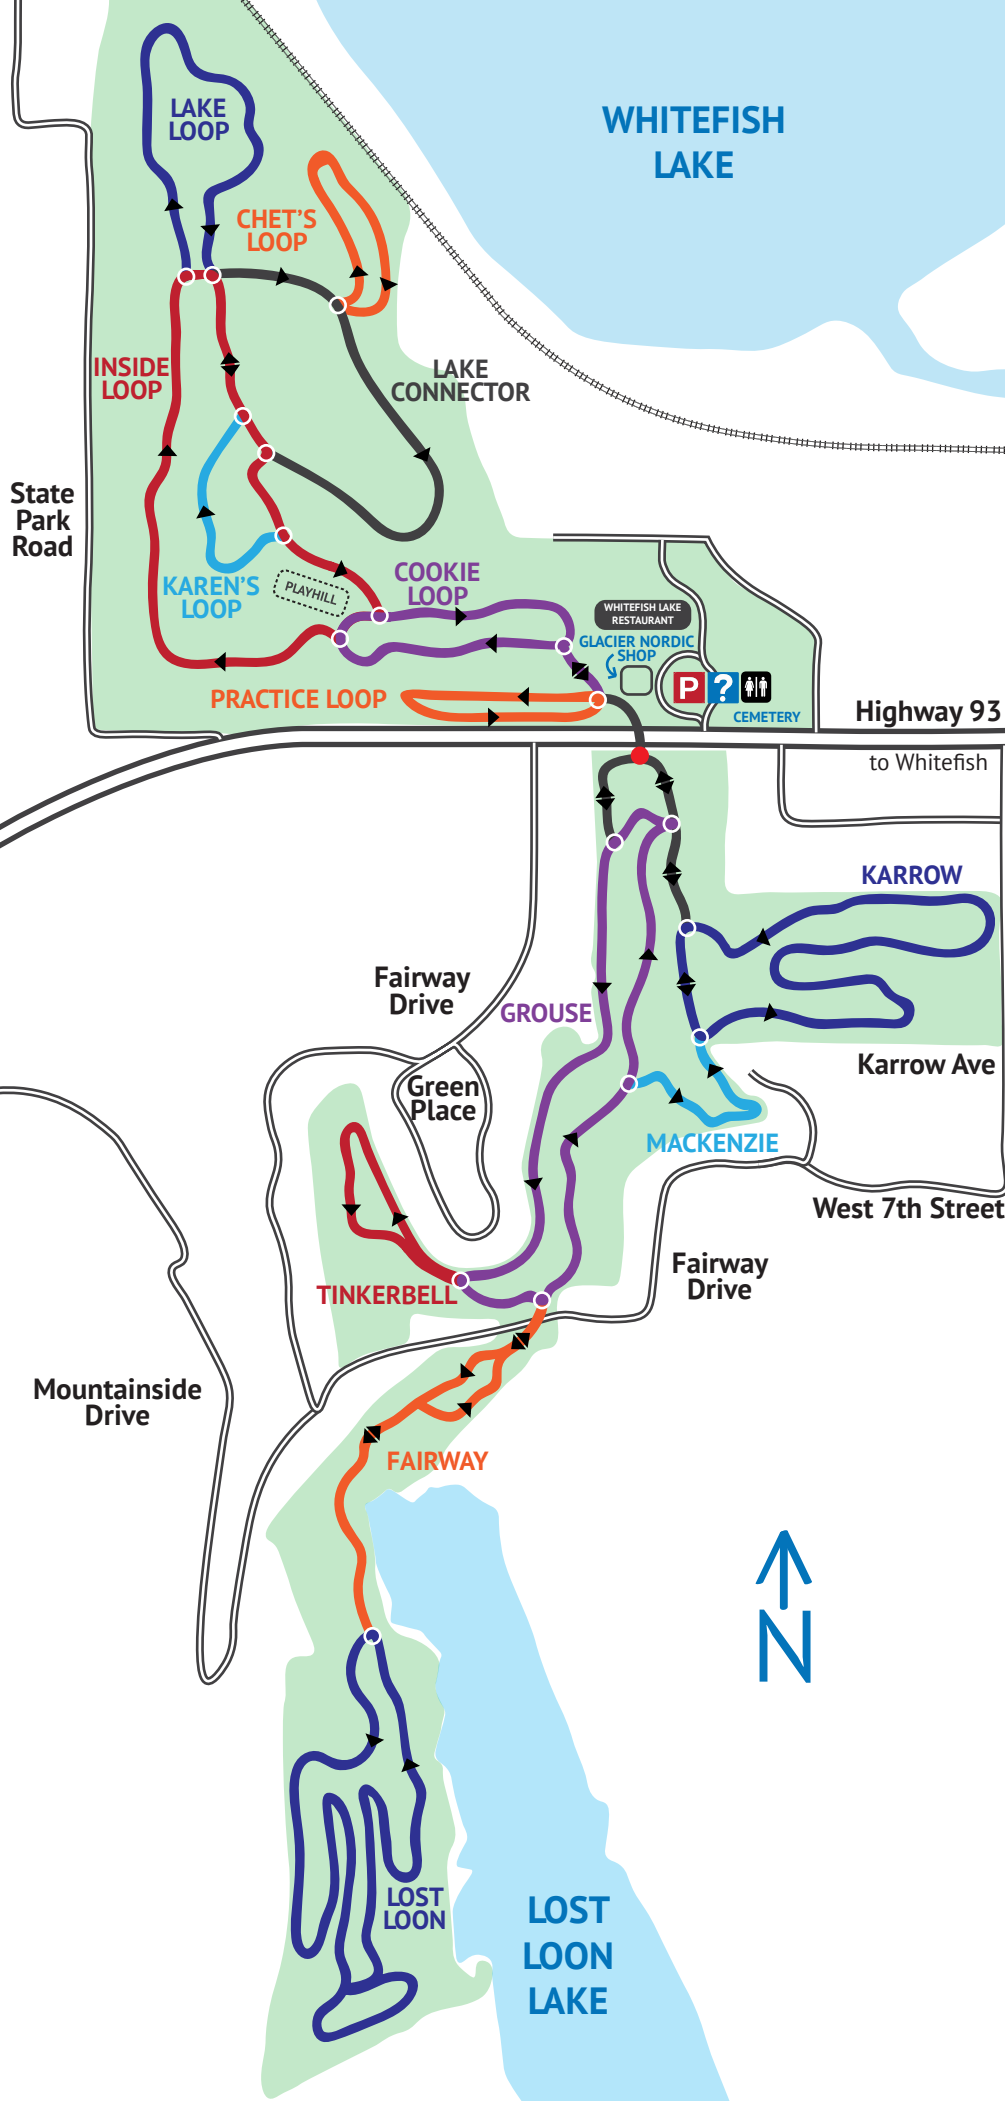 LAKE
LOOP
WHITEFISH
LAKE
CHET'S
LOOP
INSIDE
LOOP
LAKE
CONNECTOR
State
Park
Road
KAREN'S
LOOP
PLAYHILL
COOKIE
LOOP
WHITEFISH LAKE
RESTAURANT
GLACIER NORDIC
SHOP
P
?
CEMETERY
PRACTICE LOOP
Highway 93
to Whitefish
KARROW
Fairway
Drive
GROUSE
Karrow Ave
Green
Place
MACKENZIE
West 7th Street
TINKERBELL
Fairway
Drive
Mountainside
Drive
FAIRWAY
N
LOST
LOON
LOST
LOON
LAKE